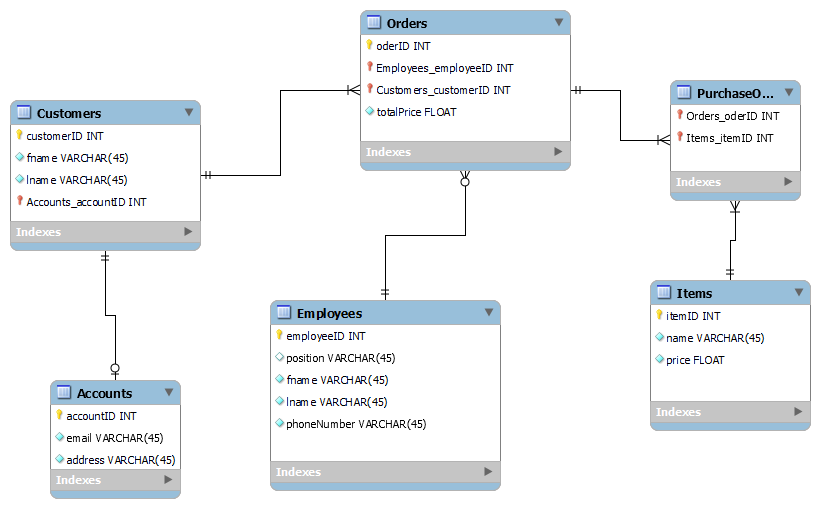 Orders
oderID INT
Employees_employeeID INT
Customers_customerID INT
totalPrice FLOAT
Indexes
PurchaseO...
Orders_oderID INT
Items_itemID INT
Indexes
Customers
customerID INT
fname VARCHAR(45)
lname VARCHAR(45)
Accounts_accountID INT
Indexes
Employees
employeeID INT
position VARCHAR(45)
fname VARCHAR(45)
lname VARCHAR(45)
phoneNumber VARCHAR(45)
Indexes
Items
itemID INT
name VARCHAR(45)
price FLOAT
Indexes
Accounts
accountID INT
email VARCHAR(45)
address VARCHAR(45)
Indexes